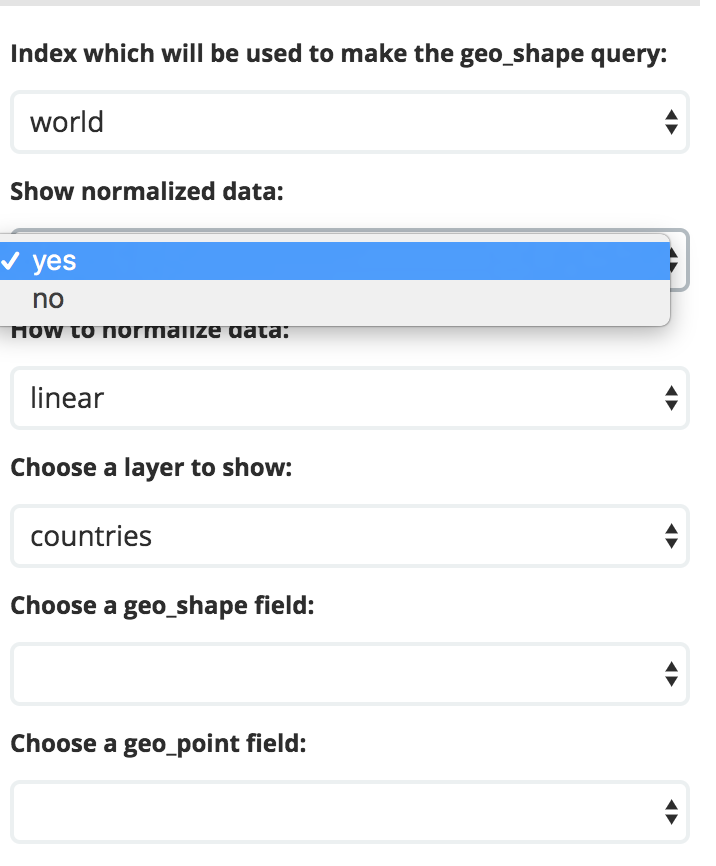 Index which will be used to make the geo_shape query:
world
Show normalized data:
✓ yes
no
How to normalize data:
linear
Choose a layer to show:
countries
Choose a geo_shape field:
Choose a geo_point field: